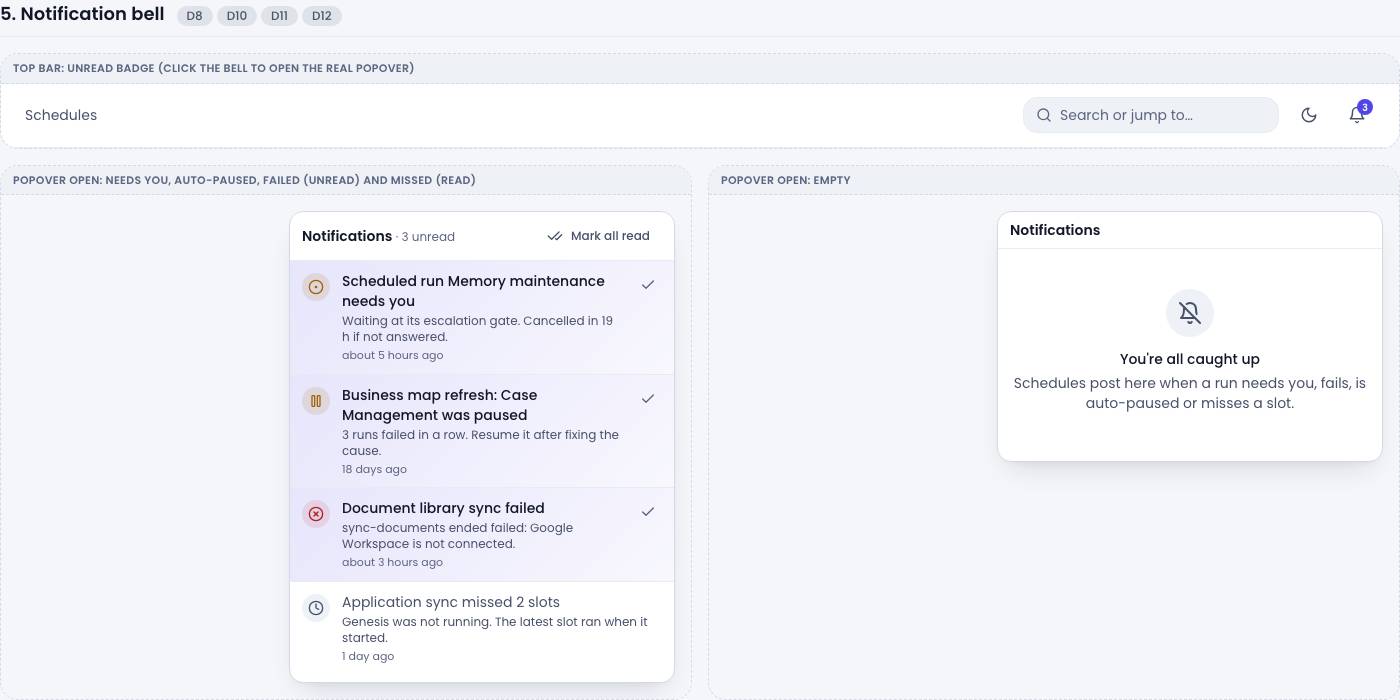 5. Notification bell D8 D10 D11 D12
TOP BAR: UNREAD BADGE (CLICK THE BELL TO OPEN THE REAL POPOVER)
Schedules
Search or jump to...
3
POPOVER OPEN: NEEDS YOU, AUTO-PAUSED, FAILED (UNREAD) AND MISSED (READ)
Notifications · 3 unread
Mark all read
Scheduled run Memory maintenance
needs you
Waiting at its escalation gate. Cancelled in 19
h if not answered.
about 5 hours ago
Business map refresh: Case
Management was paused
3 runs failed in a row. Resume it after fixing the
cause.
18 days ago
Document library sync failed
sync-documents ended failed: Google
Workspace is not connected.
about 3 hours ago
Application sync missed 2 slots
Genesis was not running. The latest slot ran when it
started.
1 day ago
POPOVER OPEN: EMPTY
Notifications
You're all caught up
Schedules post here when a run needs you, fails, is
auto-paused or misses a slot.